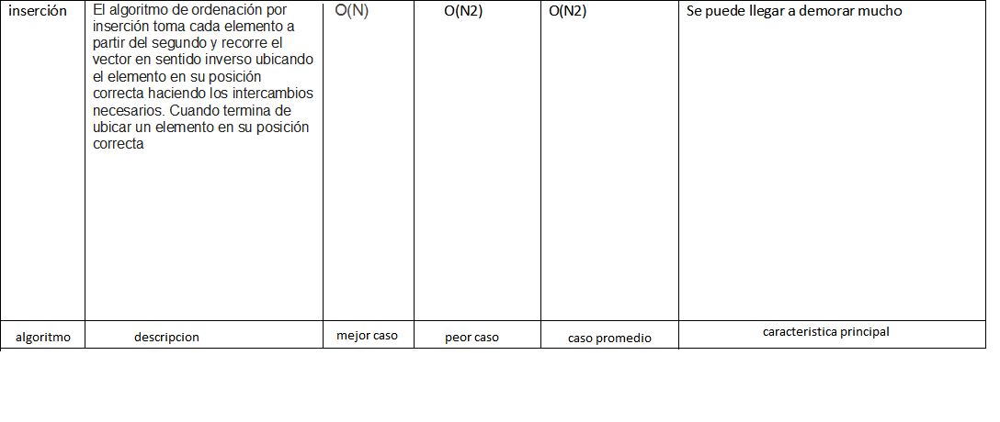 inserción
El algoritmo de ordenación por
inserción toma cada elemento a
partir del segundo y recorre el
vector en sentido inverso ubicando
el elemento en su posición
correcta haciendo los intercambios
necesarios. Cuando termina de
ubicar un elemento en su posición
correcta
O(N)
O(N2)
O(N2)
Se puede llegar a demorar mucho
algoritmo
descripcion
mejor caso
peor caso
caso promedio
caracteristica principal